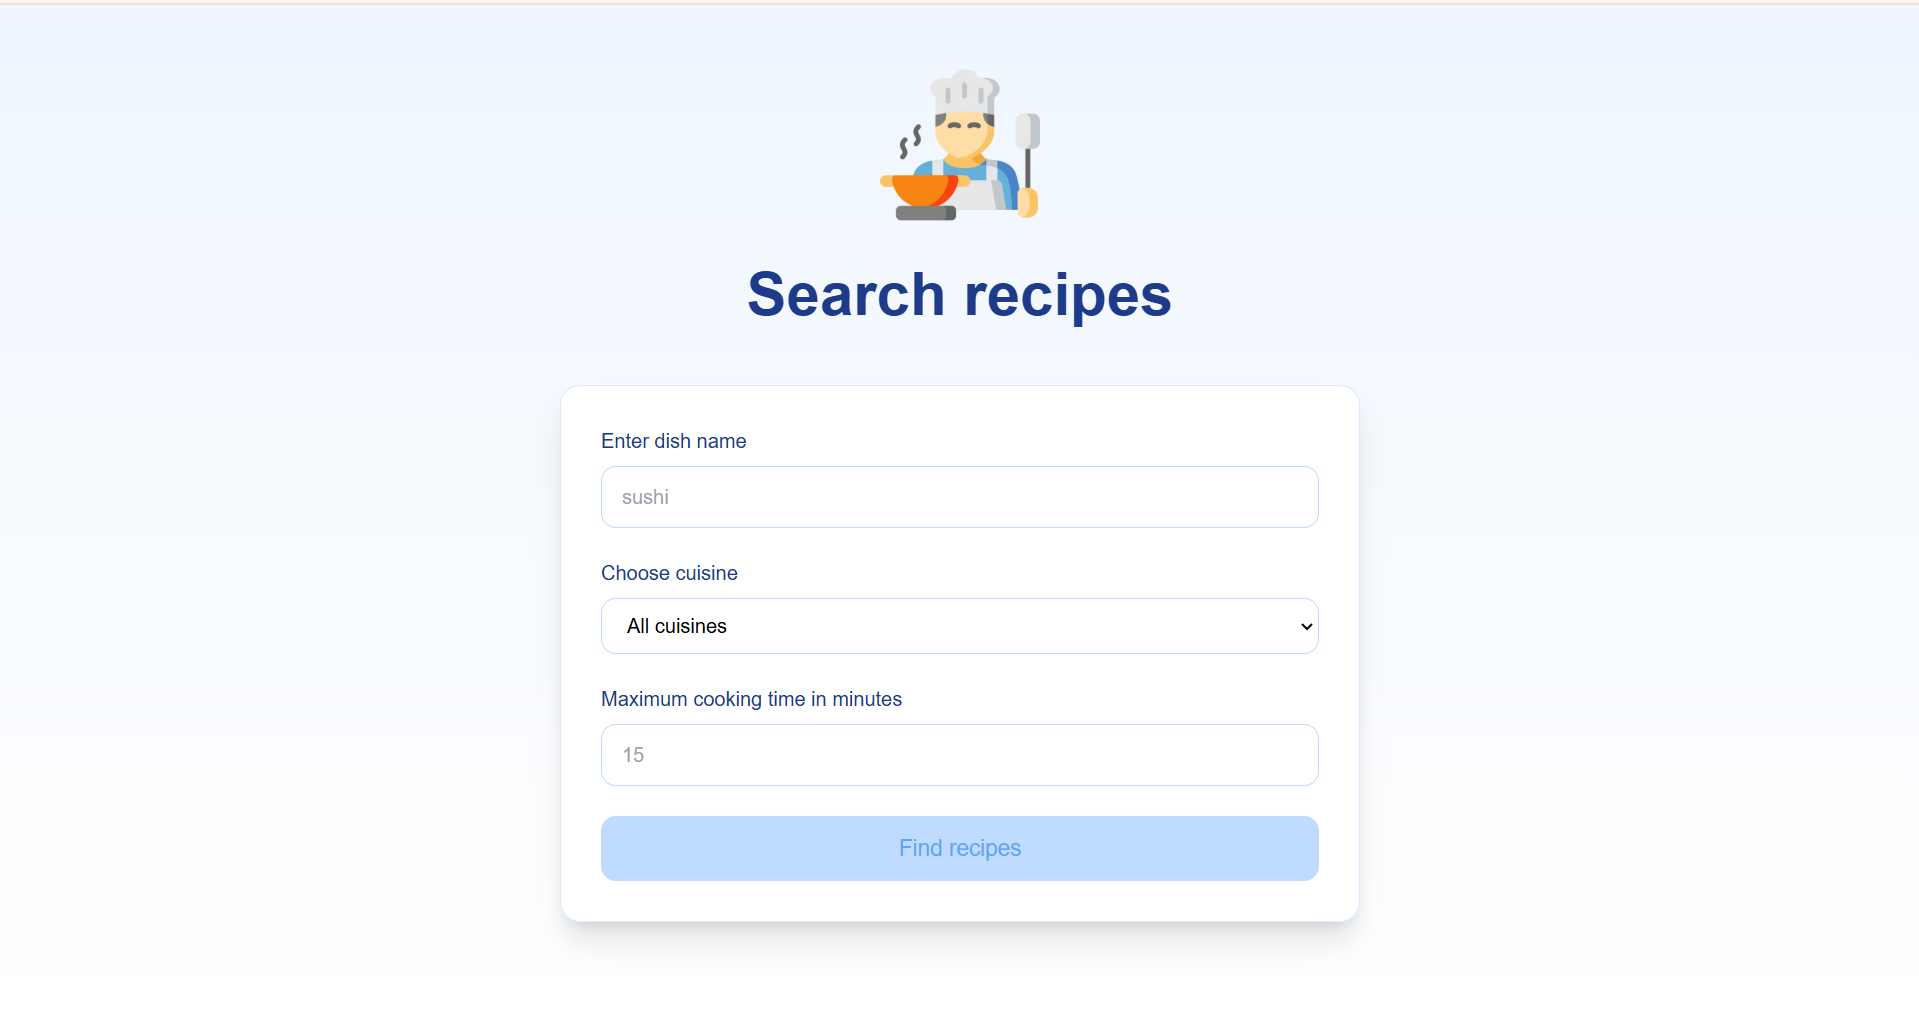 Search recipes
Enter dish name
sushi
Choose cuisine
All cuisines
Maximum cooking time in minutes
15
Find recipes